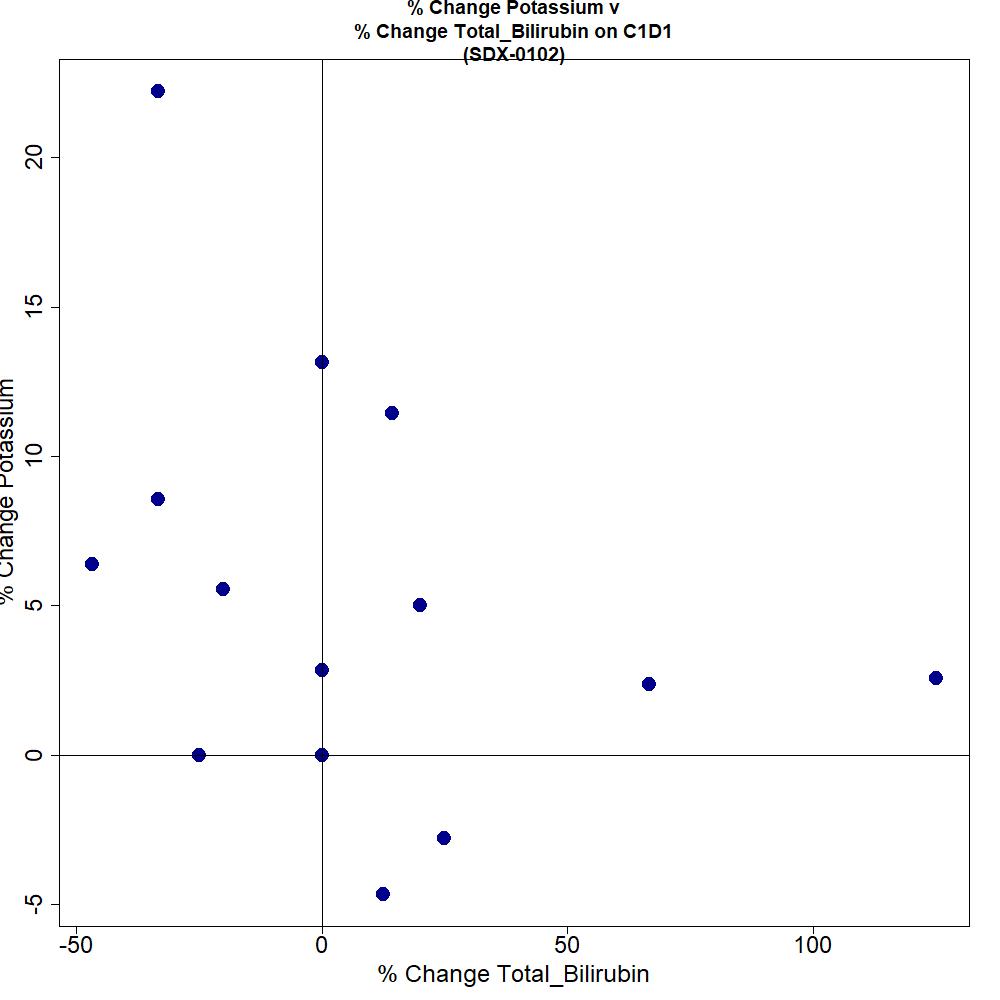 % Change Potassium v
% Change Total_Bilirubin on C1D1
(SDX-0102)
20
15
10
5
0
-5
% Change Potassium
-50
0
50
100
% Change Total_Bilirubin